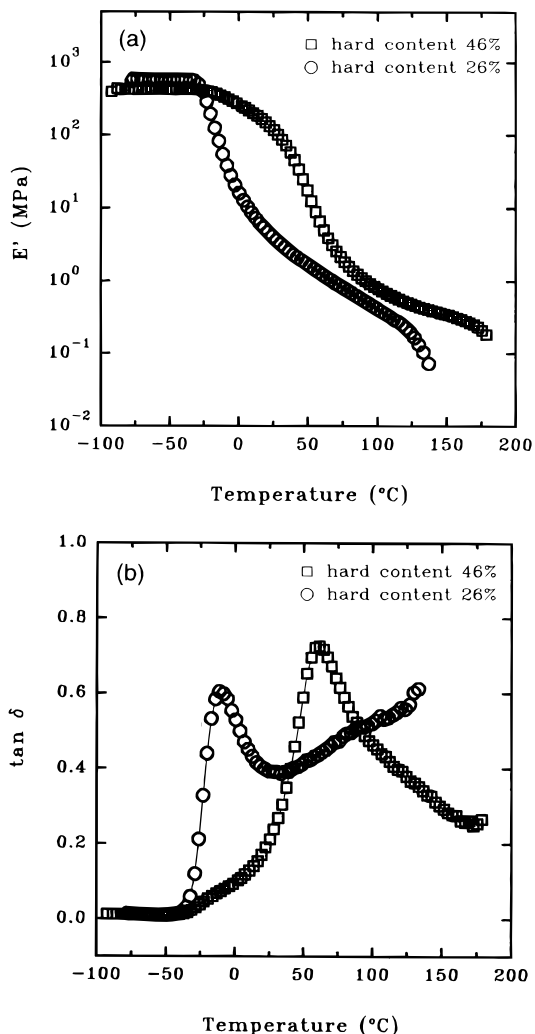 (a)
□ hard content 46%
○ hard content 26%
E' (MPa)
10³
10²
10¹
10⁰
10⁻¹
10⁻²
-100 -50 0 50 100 150 200
Temperature (°C)
(b)
□ hard content 46%
○ hard content 26%
tan δ
1.0
0.8
0.6
0.4
0.2
0.0
-100 -50 0 50 100 150 200
Temperature (°C)